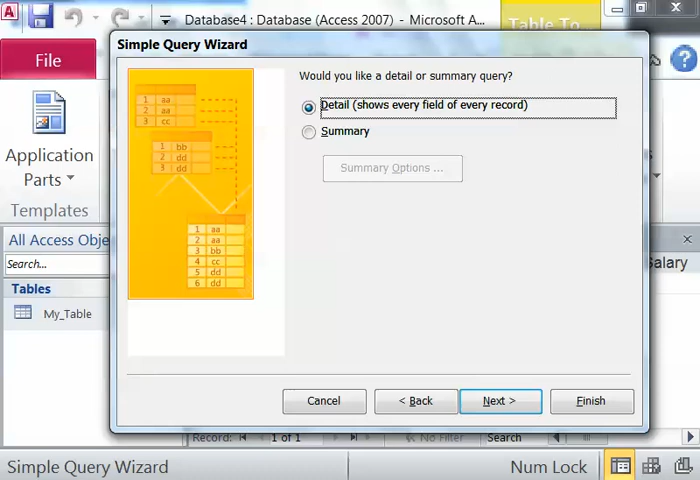 Database4 : Database (Access 2007) - Microsoft A...
Table To...
Simple Query Wizard
File
Application
Parts
Templates
All Access Obje
Search...
Tables
My_Table
Would you like a detail or summary query?
Detail (shows every field of every record)
Summary
Summary Options ...
1 aa
2 aa
3 cc
1 bb
2 dd
3 dd
1 aa
2 aa
3 bb
4 cc
5 dd
6 dd
Salary
Cancel
< Back
Next >
Finish
Record: 1 of 1 No Filter Search
Simple Query Wizard
Num Lock